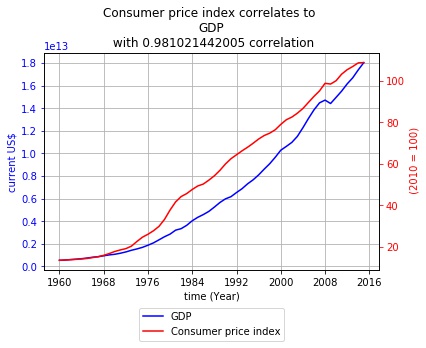 Consumer price index correlates to
GDP
with 0.981021442005 correlation
1e13
1.8
1.6
1.4
1.2
1.0
0.8
0.6
0.4
0.2
0.0
current US$
100
80
60
40
20
(2010 = 100)
1960 1968 1976 1984 1992 2000 2008 2016
time (Year)
GDP
Consumer price index